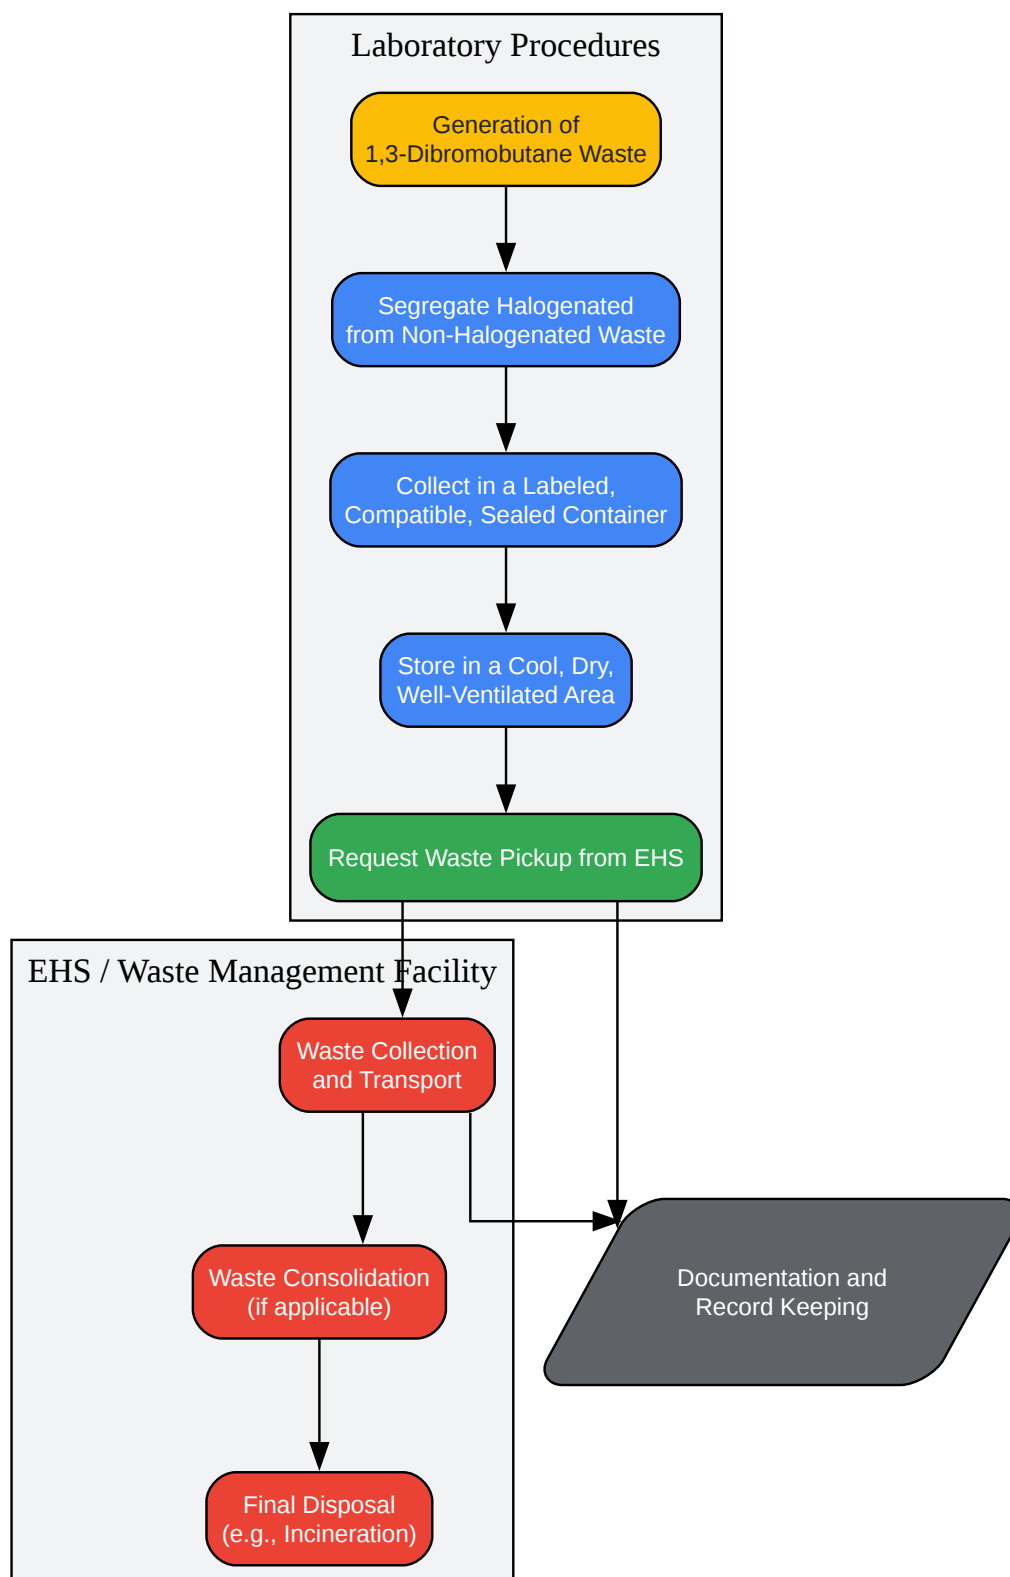 Laboratory Procedures
Generation of
1,3-Dibromobutane Waste
Segregate Halogenated
from Non-Halogenated Waste
Collect in a Labeled,
Compatible, Sealed Container
Store in a Cool, Dry,
Well-Ventilated Area
Request Waste Pickup from EHS
EHS / Waste Management Facility
Waste Collection
and Transport
Waste Consolidation
(if applicable)
Documentation and
Record Keeping
Final Disposal
(e.g., Incineration)